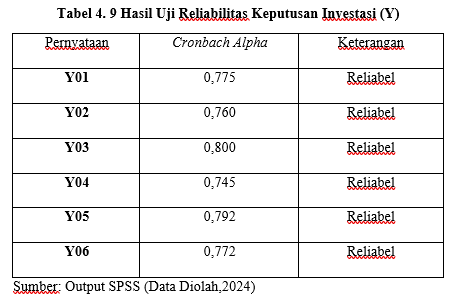 Tabel 4. 9 Hasil Uji Reliabilitas Keputusan Investasi (Y)
Pernyataan Cronbach Alpha Keterangan
Y01 0,775 Reliabel
Y02 0,760 Reliabel
Y03 0,800 Reliabel
Y04 0,745 Reliabel
Y05 0,792 Reliabel
Y06 0,772 Reliabel
Sumber: Output SPSS (Data Diolah,2024)